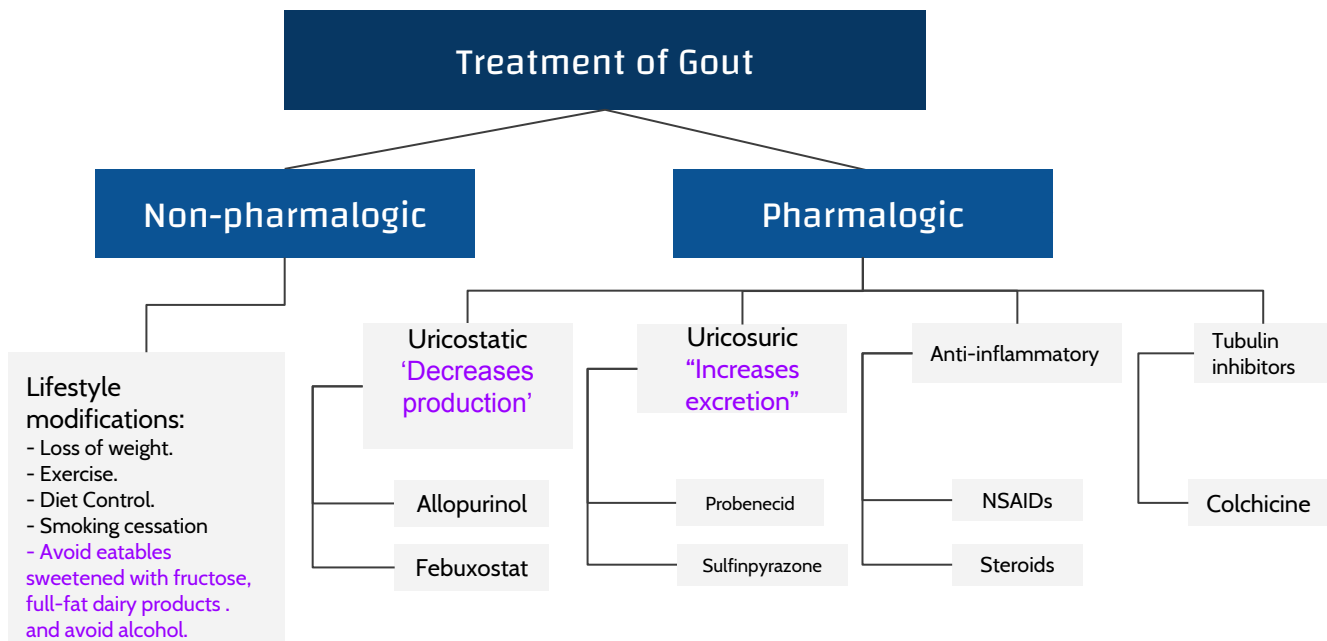 Treatment of Gout
Non-pharmalogic
Pharmalogic
Lifestyle
modifications:
- Loss of weight.
- Exercise.
- Diet Control.
- Smoking cessation
- Avoid eatables
sweetened with fructose,
full-fat dairy products .
and avoid alcohol.
Uricostatic
‘Decreases
production’
Allopurinol
Febuxostat
Uricosuric
“Increases
excretion”
Probenecid
Sulfinpyrazone
Anti-inflammatory
NSAIDs
Steroids
Tubulin
inhibitors
Colchicine